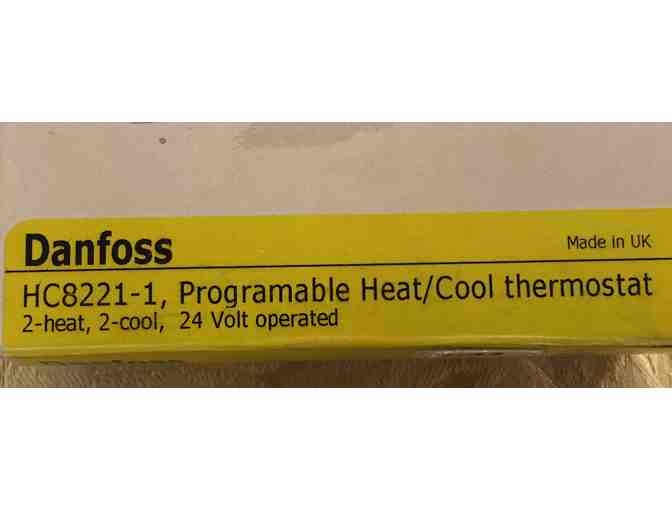 Danfoss
Made in UK
HC8221-1, Programable Heat/Cool thermostat
2-heat, 2-cool, 24 Volt operated